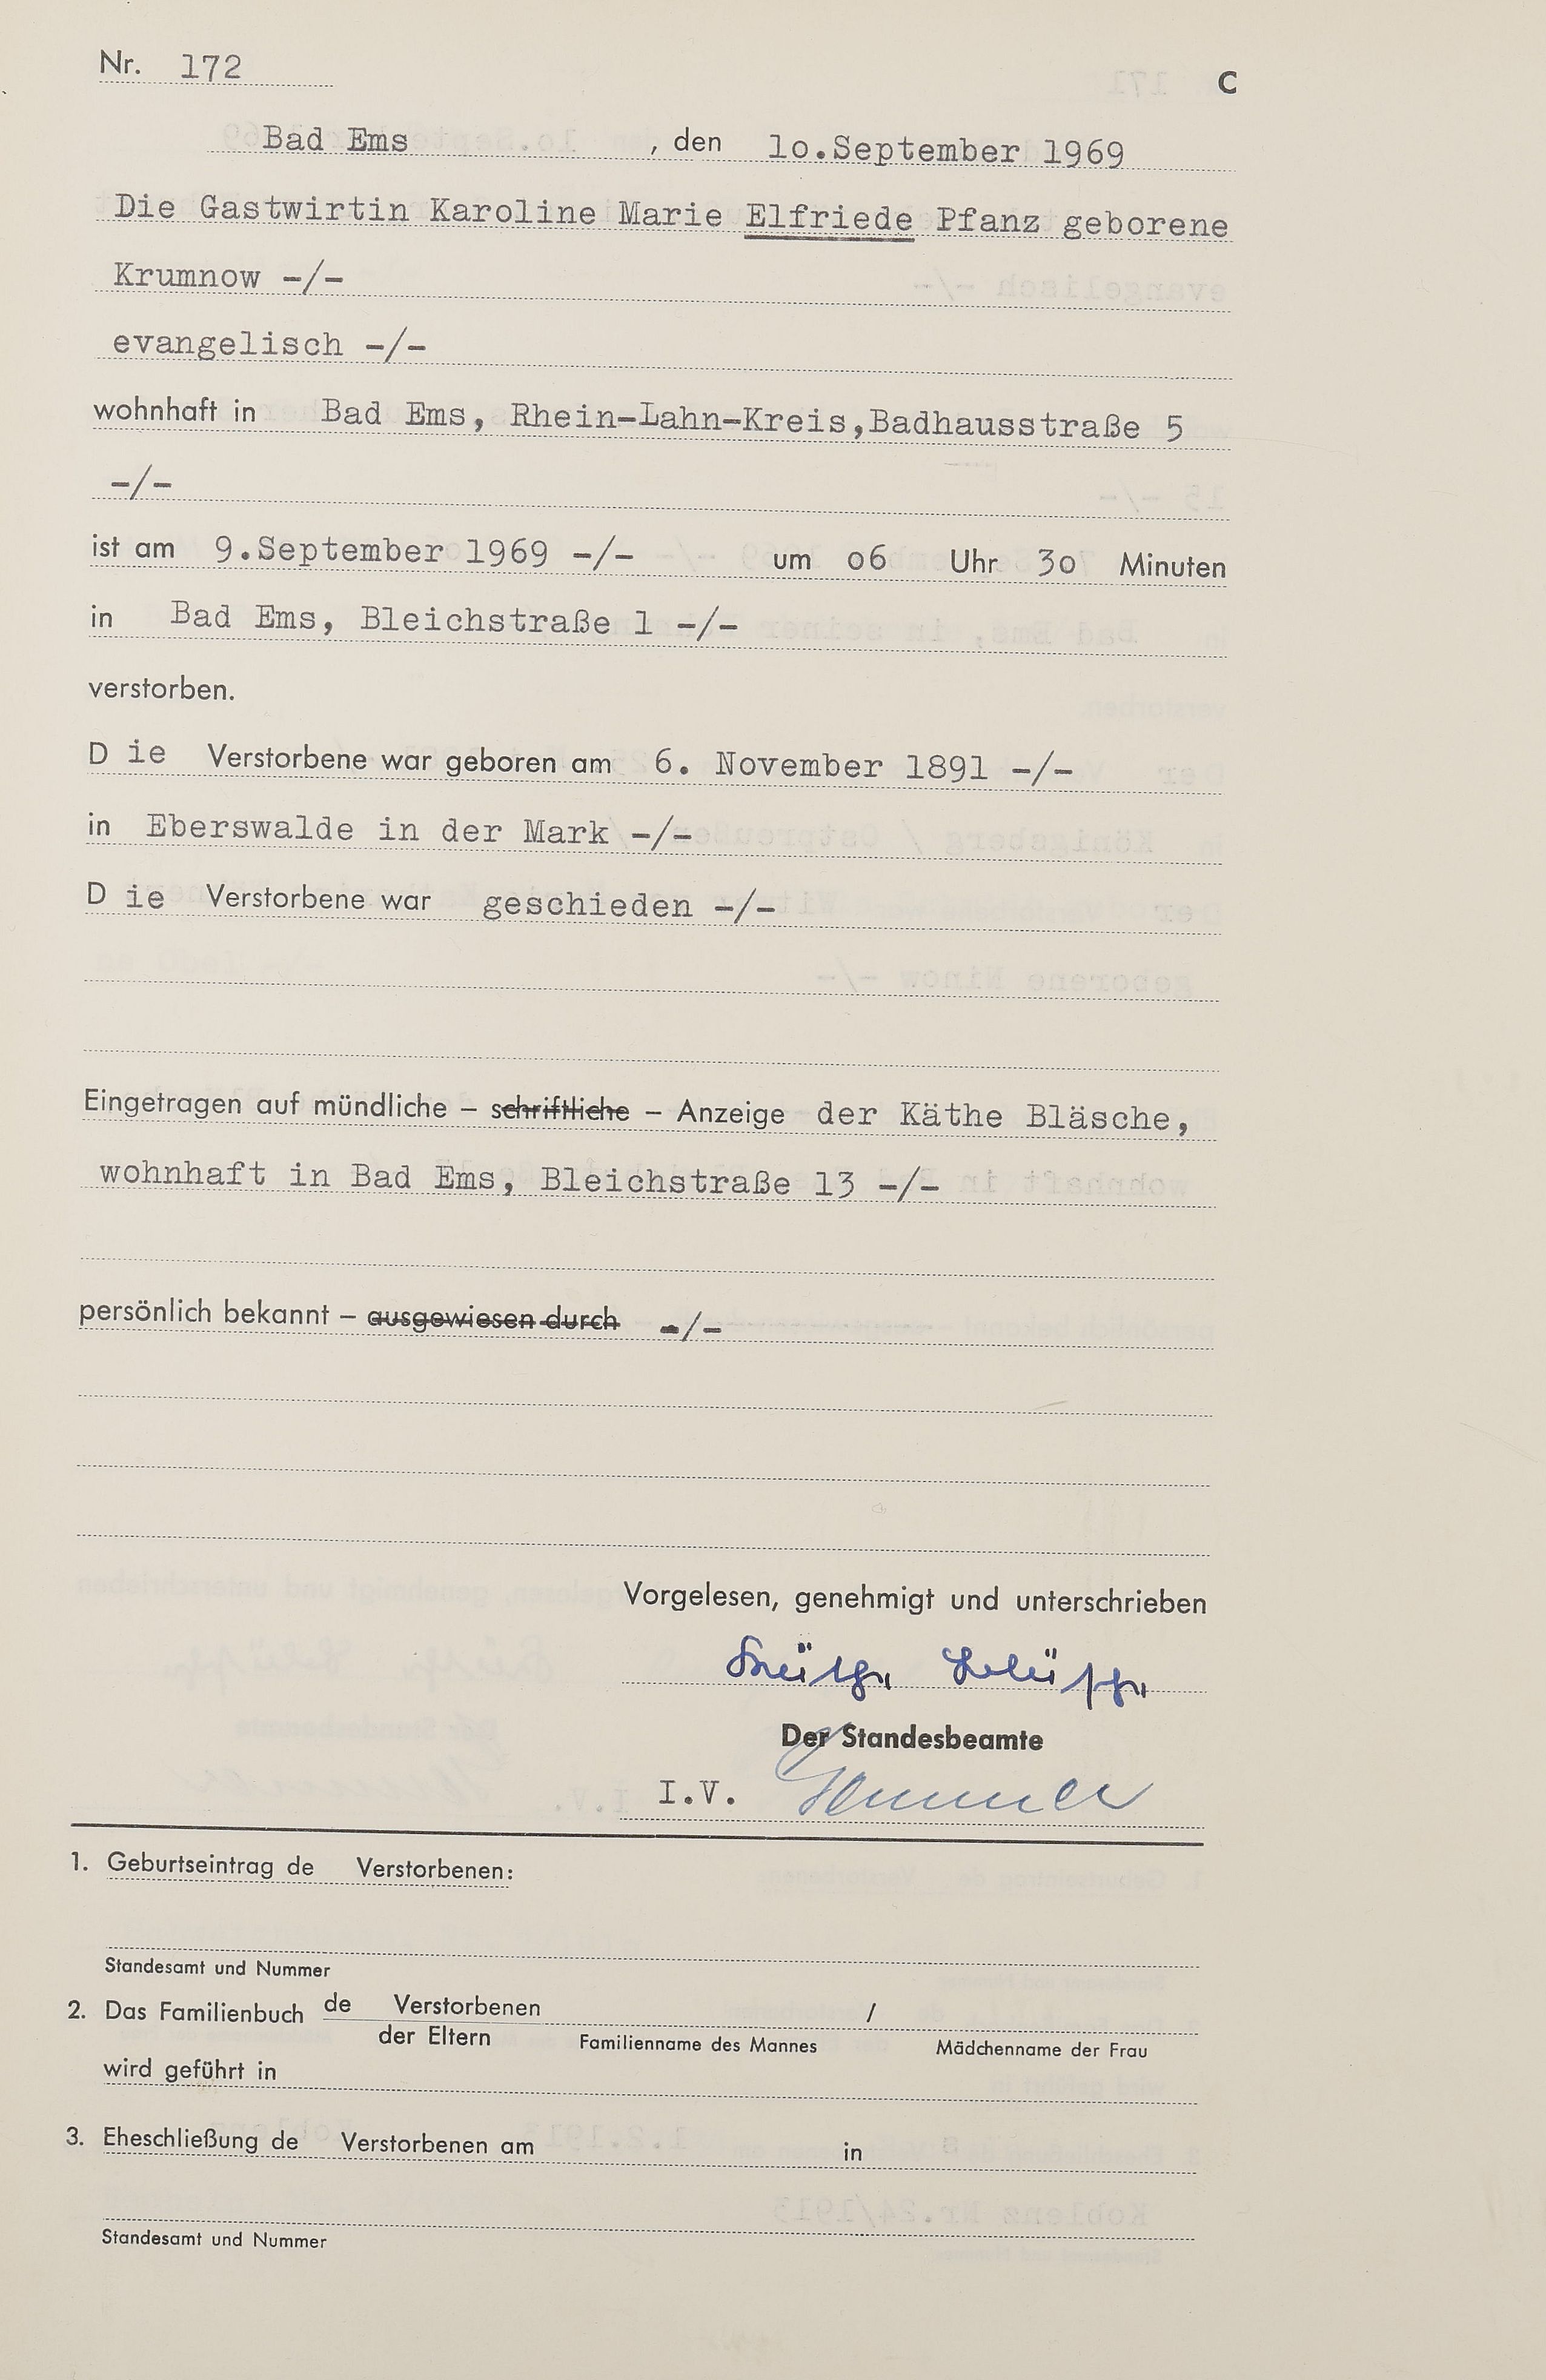 Nr. 172
C
Bad Ems, den 10.September 1969
Die Gastwirtin Karoline Marie Elfriede Pfanz geborene
Krumnow -/-
evangelisch -/-
wohnhaft in Bad Ems, Rhein-Lahn-Kreis,Badhausstraße 5
-/-
ist am 9.September 1969 -/- um 06 Uhr 30 Minuten
in Bad Ems, Bleichstraße 1 -/-
verstorben.
Die Verstorbene war geboren am 6. November 1891 -/-
in Eberswalde in der Mark -/-
Die Verstorbene war geschieden -/-
Eingetragen auf mündliche – schriftliche – Anzeige der Käthe Bläsche,
wohnhaft in Bad Ems, Bleichstraße 13 -/-
persönlich bekannt – ausgewiesen durch -/-
Vorgelesen, genehmigt und unterschrieben
Der Standesbeamte
I.V.
1. Geburtseintrag de Verstorbenen:
Standesamt und Nummer
2. Das Familienbuch de Verstorbenen /
der Eltern Familienname des Mannes Mädchenname der Frau
wird geführt in
3. Eheschließung de Verstorbenen am in
Standesamt und Nummer